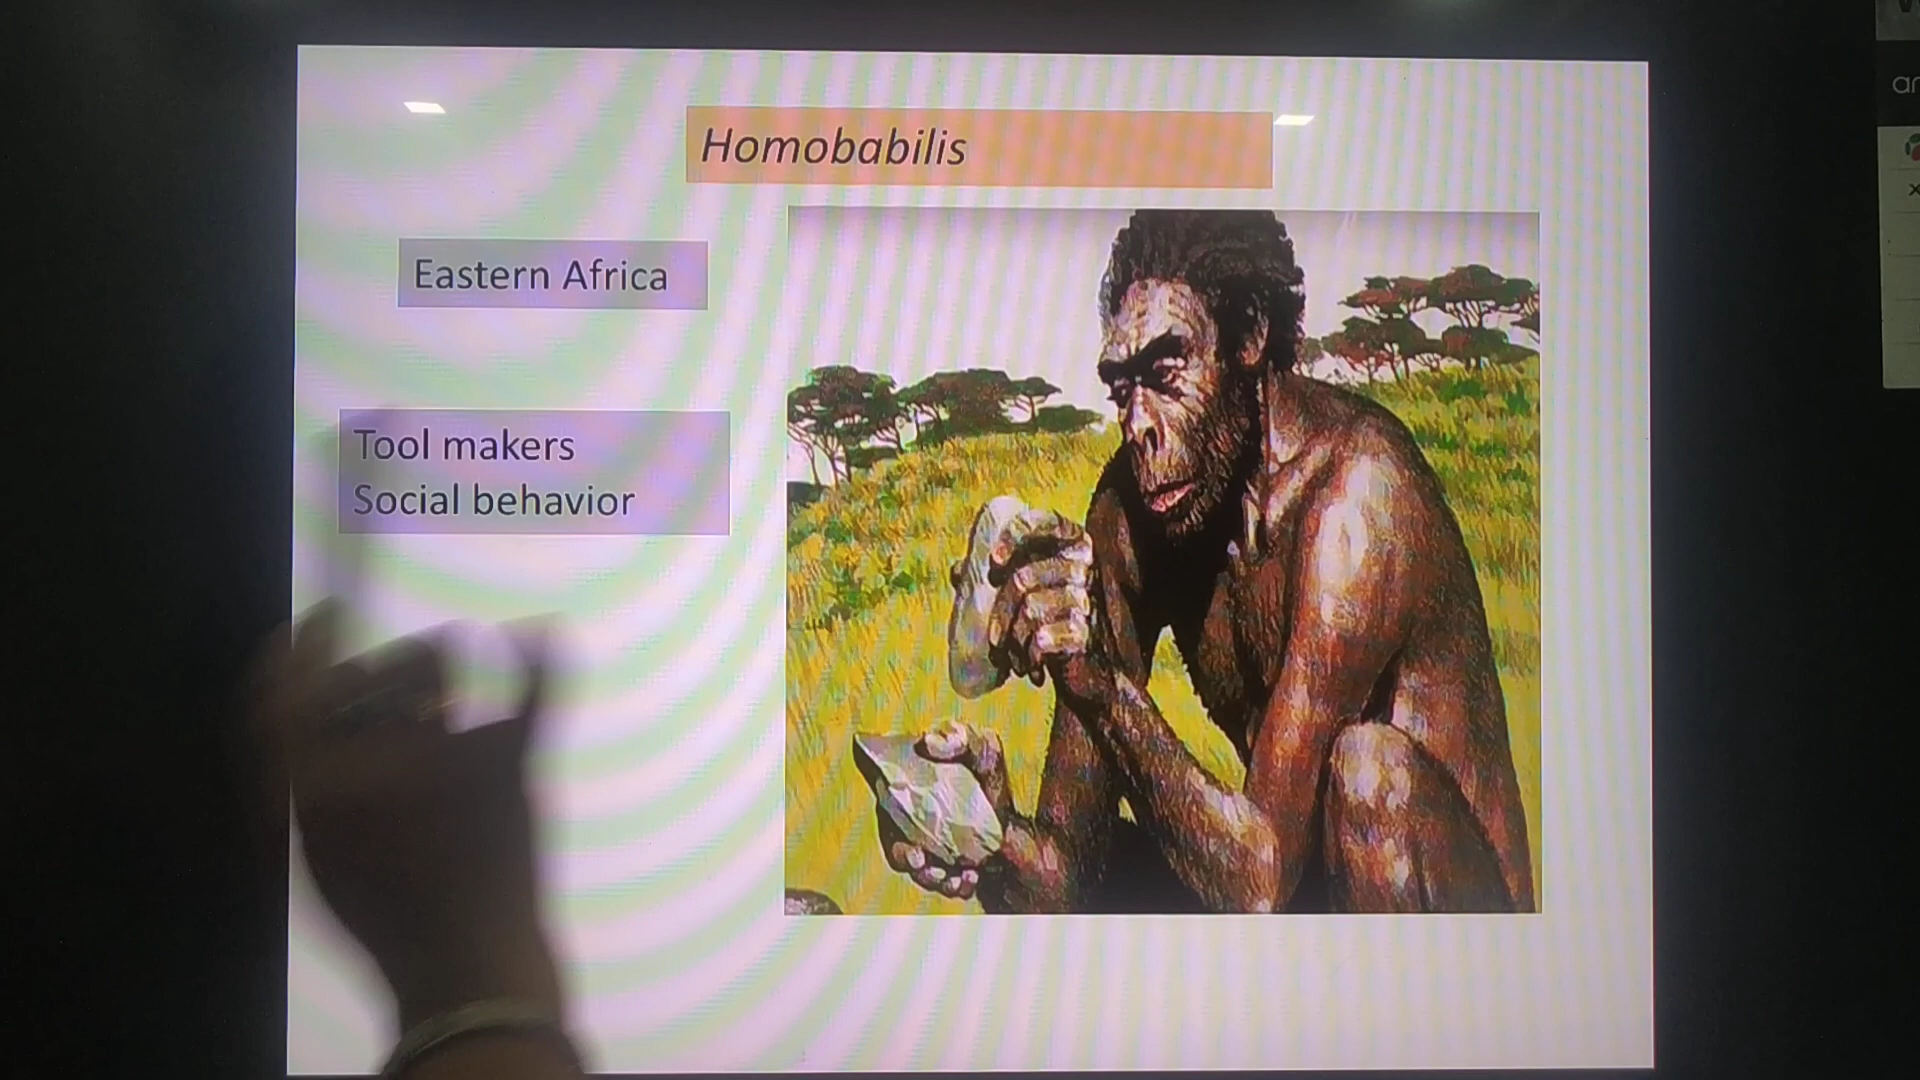 Homobabilis
Eastern Africa
Tool makers
Social behavior